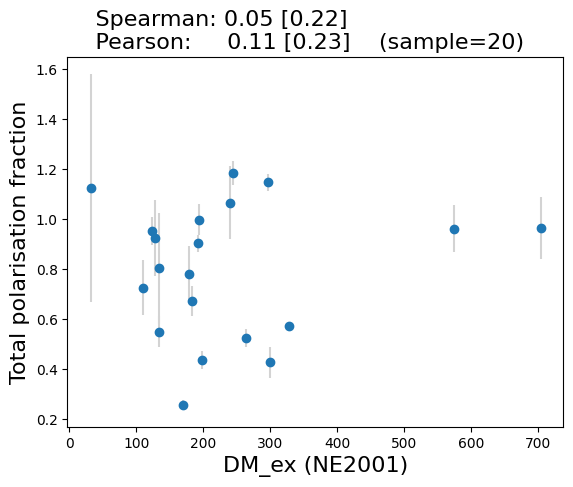 Spearman: 0.05 [0.22]
Pearson: 0.11 [0.23] (sample=20)
1.6
1.4
1.2
1.0
0.8
0.6
0.4
0.2
Total polarisation fraction
0 100 200 300 400 500 600 700
DM_ex (NE2001)